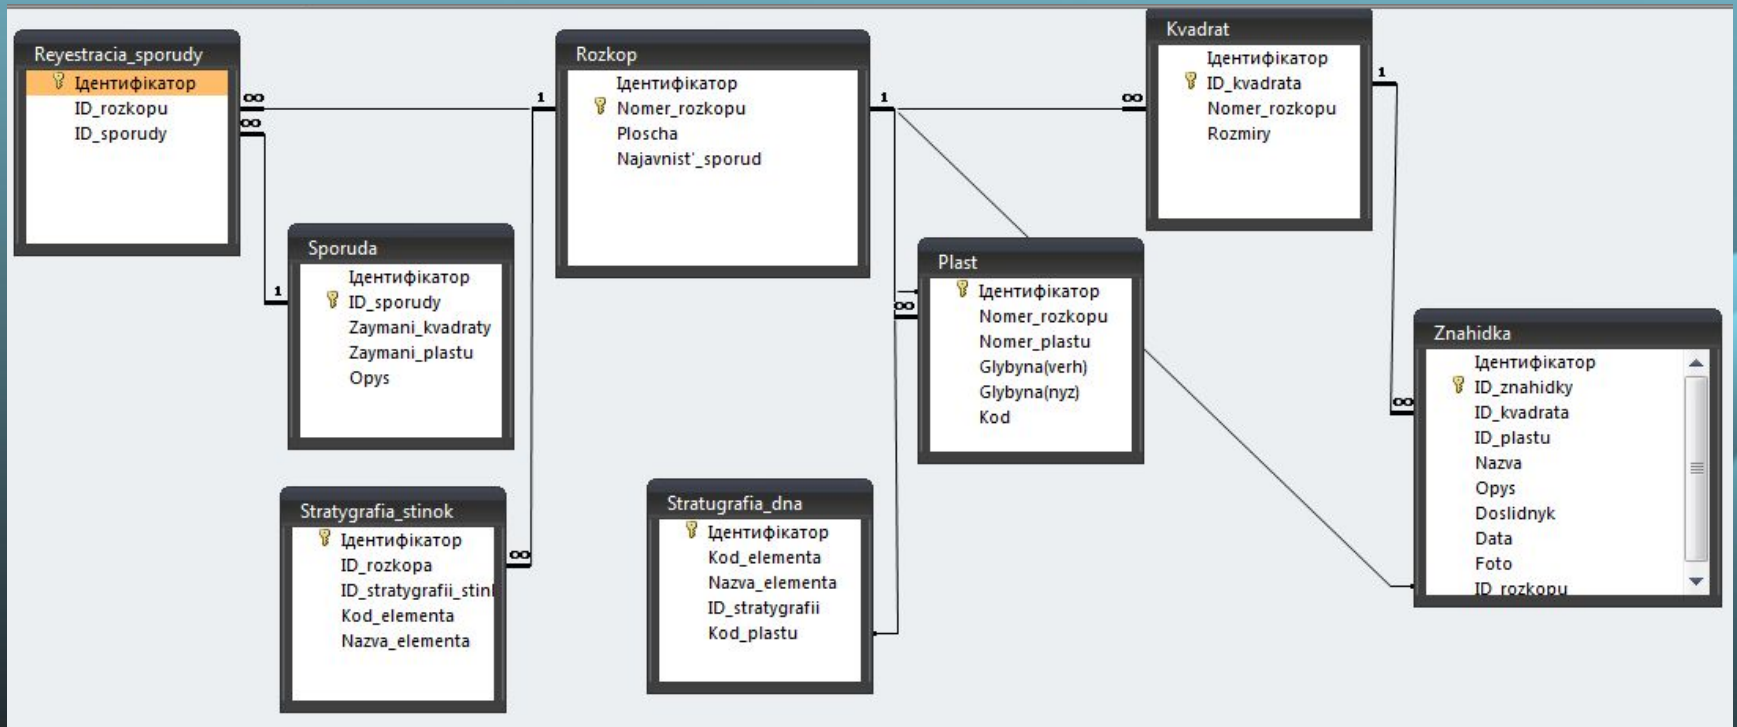 Reyestracia_sporudy
Ідентифікатор
ID_rozkopu
ID_sporudy
Rozkop
Ідентифікатор
Nomer_rozkopu
Ploscha
Najavnist'_sporud
Kvadrat
Ідентифікатор
ID_kvadrata
Nomer_rozkopu
Rozmiry
Sporuda
Ідентифікатор
ID_sporudy
Zaymani_kvadraty
Zaymani_plastu
Opys
Plast
Ідентифікатор
Nomer_rozkopu
Nomer_plastu
Glybyna(verh)
Glybyna(nyz)
Kod
Znahidka
Ідентифікатор
ID_znahidky
ID_kvadrata
ID_plastu
Nazva
Opys
Doslidnyk
Data
Foto
ID_rozkopu
Stratygrafia_stinok
Ідентифікатор
ID_rozkopa
ID_stratygrafii_stin
Kod_elementa
Nazva_elementa
Stratugrafia_dna
Ідентифікатор
Kod_elementa
Nazva_elementa
ID_stratygrafii
Kod_plastu
∞
∞
1
1
∞
1
∞
1
∞
∞